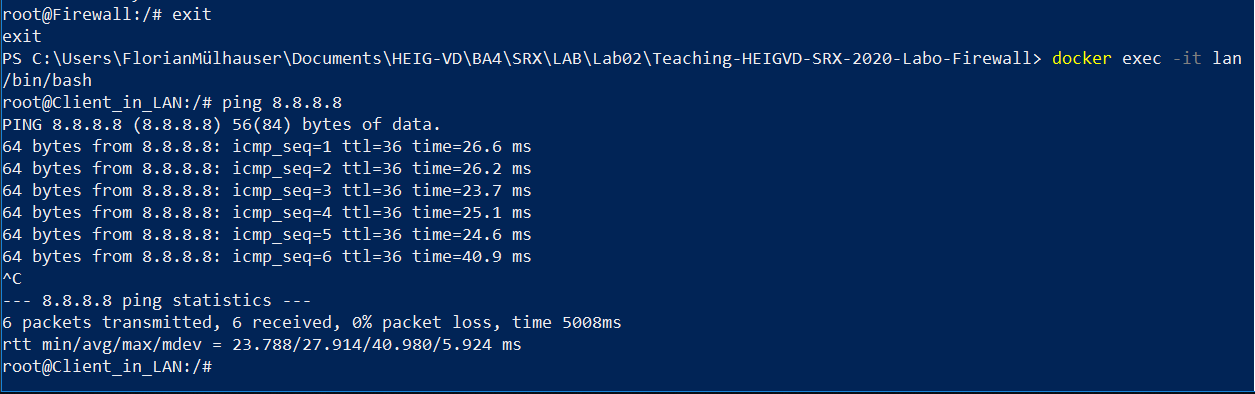 root@Firewall:/# exit
exit
PS C:\Users\FlorianMülhauser\Documents\HEIG-VD\BA4\SRX\LAB\Lab02\Teaching-HEIGVD-SRX-2020-Labo-Firewall> docker exec -it lan
/bin/bash
root@Client_in_LAN:/# ping 8.8.8.8
PING 8.8.8.8 (8.8.8.8) 56(84) bytes of data.
64 bytes from 8.8.8.8: icmp_seq=1 ttl=36 time=26.6 ms
64 bytes from 8.8.8.8: icmp_seq=2 ttl=36 time=26.2 ms
64 bytes from 8.8.8.8: icmp_seq=3 ttl=36 time=23.7 ms
64 bytes from 8.8.8.8: icmp_seq=4 ttl=36 time=25.1 ms
64 bytes from 8.8.8.8: icmp_seq=5 ttl=36 time=24.6 ms
64 bytes from 8.8.8.8: icmp_seq=6 ttl=36 time=40.9 ms
^C
--- 8.8.8.8 ping statistics ---
6 packets transmitted, 6 received, 0% packet loss, time 5008ms
rtt min/avg/max/mdev = 23.788/27.914/40.980/5.924 ms
root@Client_in_LAN:/#